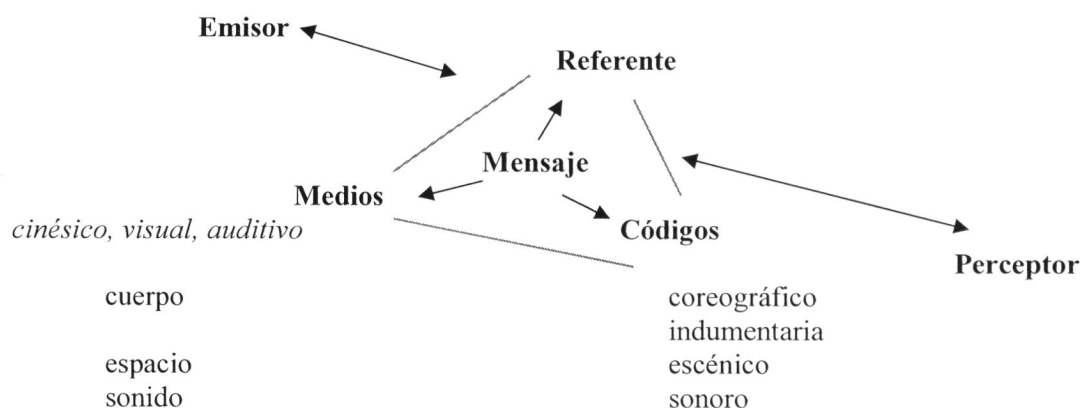 Emisor
Referente
Mensaje
Medios
cinésico, visual, auditivo
Códigos
Perceptor
cuerpo
coreográfico
indumentaria
espacio
escénico
sonido
sonoro